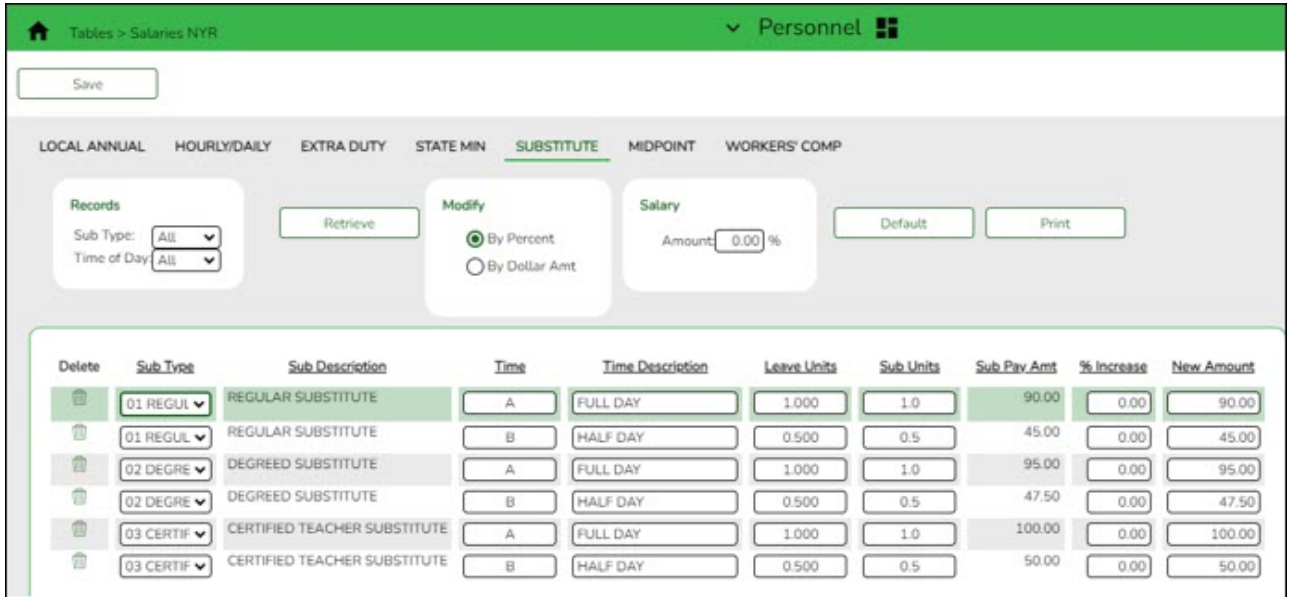 Tables > Salaries NYR
Personnel
Save
LOCAL ANNUAL HOURLY/DAILY EXTRA DUTY STATE MIN SUBSTITUTE MIDPOINT WORKERS' COMP
Records
Sub Type: All
Time of Day: All
Retrieve
Modify
By Percent
By Dollar Amt
Salary
Amount: 0.00 %
Default
Print
Delete Sub Type Sub Description Time Time Description Leave Units Sub Units Sub Pay Amt % Increase New Amount
01 REGUL REGULAR SUBSTITUTE A FULL DAY 1.000 1.0 90.00 0.00 90.00
01 REGUL REGULAR SUBSTITUTE B HALF DAY 0.500 0.5 45.00 0.00 45.00
02 DEGRE DEGREED SUBSTITUTE A FULL DAY 1.000 1.0 95.00 0.00 95.00
02 DEGRE DEGREED SUBSTITUTE B HALF DAY 0.500 0.5 47.50 0.00 47.50
03 CERTIF CERTIFIED TEACHER SUBSTITUTE A FULL DAY 1.000 1.0 100.00 0.00 100.00
03 CERTIF CERTIFIED TEACHER SUBSTITUTE B HALF DAY 0.500 0.5 50.00 0.00 50.00